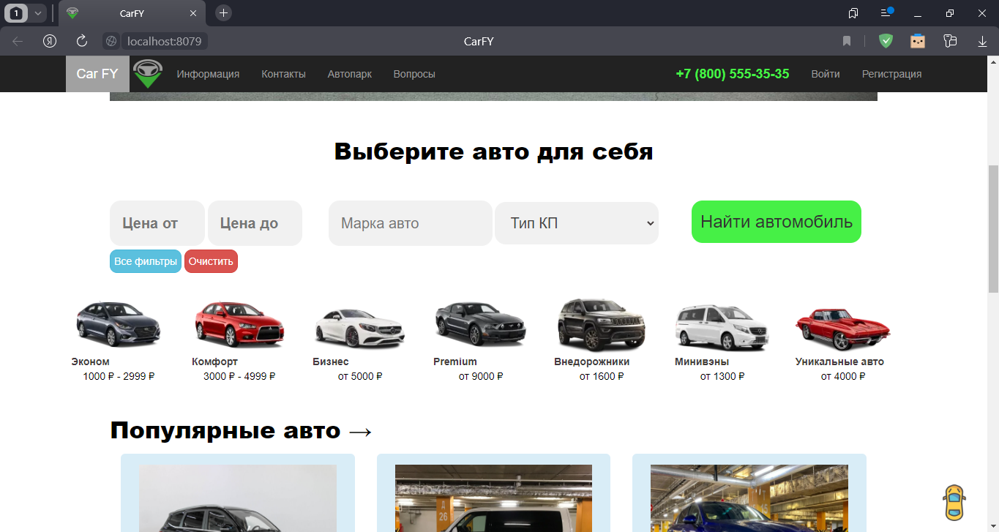 1
CarFY
Я
localhost:8079
CarFY
Car FY
Информация
Контакты
Автопарк
Вопросы
+7 (800) 555-35-35
Войти
Регистрация
Выберите авто для себя
Цена от
Цена до
Марка авто
Тип КП
Найти автомобиль
Все фильтры
Очистить
Эконом
1000 ₽ - 2999 ₽
Комфорт
3000 ₽ - 4999 ₽
Бизнес
от 5000 ₽
Premium
от 9000 ₽
Внедорожники
от 1600 ₽
Минивэны
от 1300 ₽
Уникальные авто
от 4000 ₽
Популярные авто →
Д
26
45